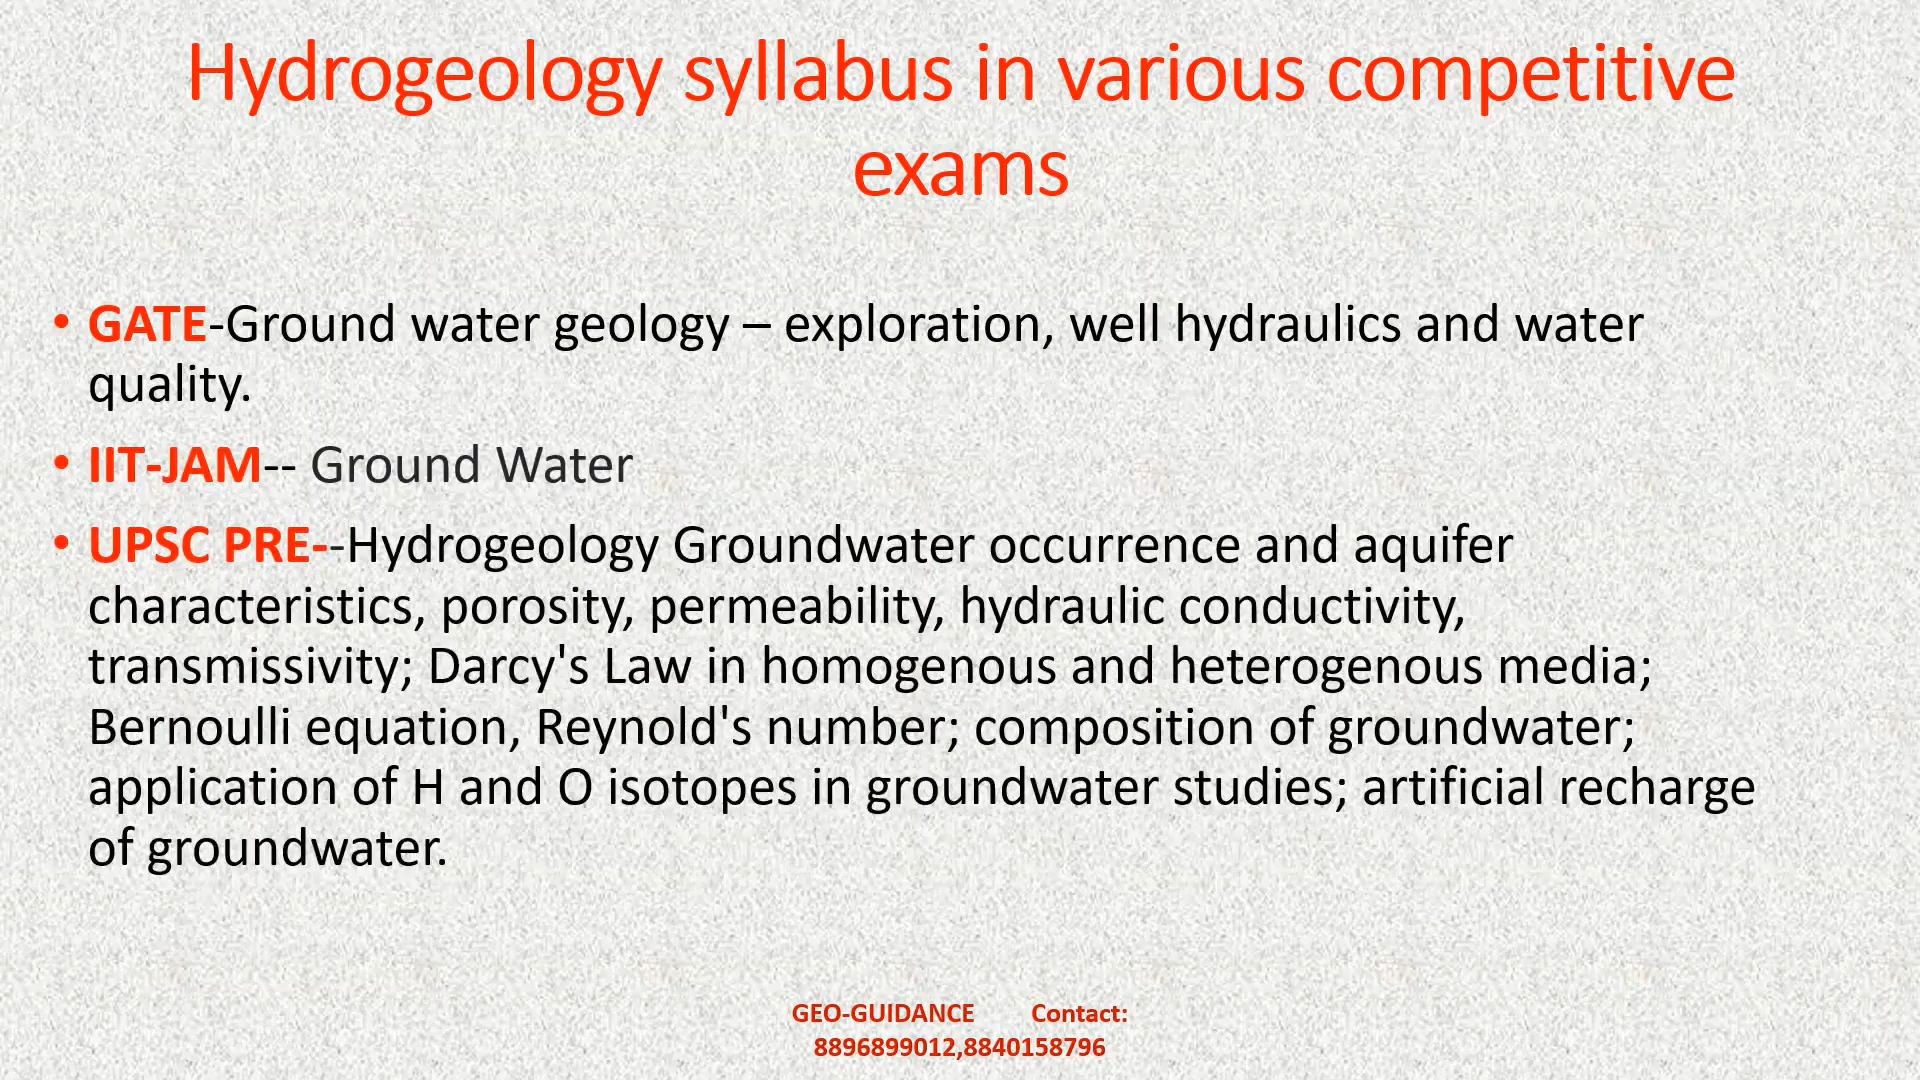 Hydrogeology syllabus in various competitive
exams
• GATE-Ground water geology – exploration, well hydraulics and water
quality.
• IIT-JAM-- Ground Water
• UPSC PRE--Hydrogeology Groundwater occurrence and aquifer
characteristics, porosity, permeability, hydraulic conductivity,
transmissivity; Darcy's Law in homogenous and heterogenous media;
Bernoulli equation, Reynold's number; composition of groundwater;
application of H and O isotopes in groundwater studies; artificial recharge
of groundwater.
GEO-GUIDANCE Contact:
8896899012,8840158796